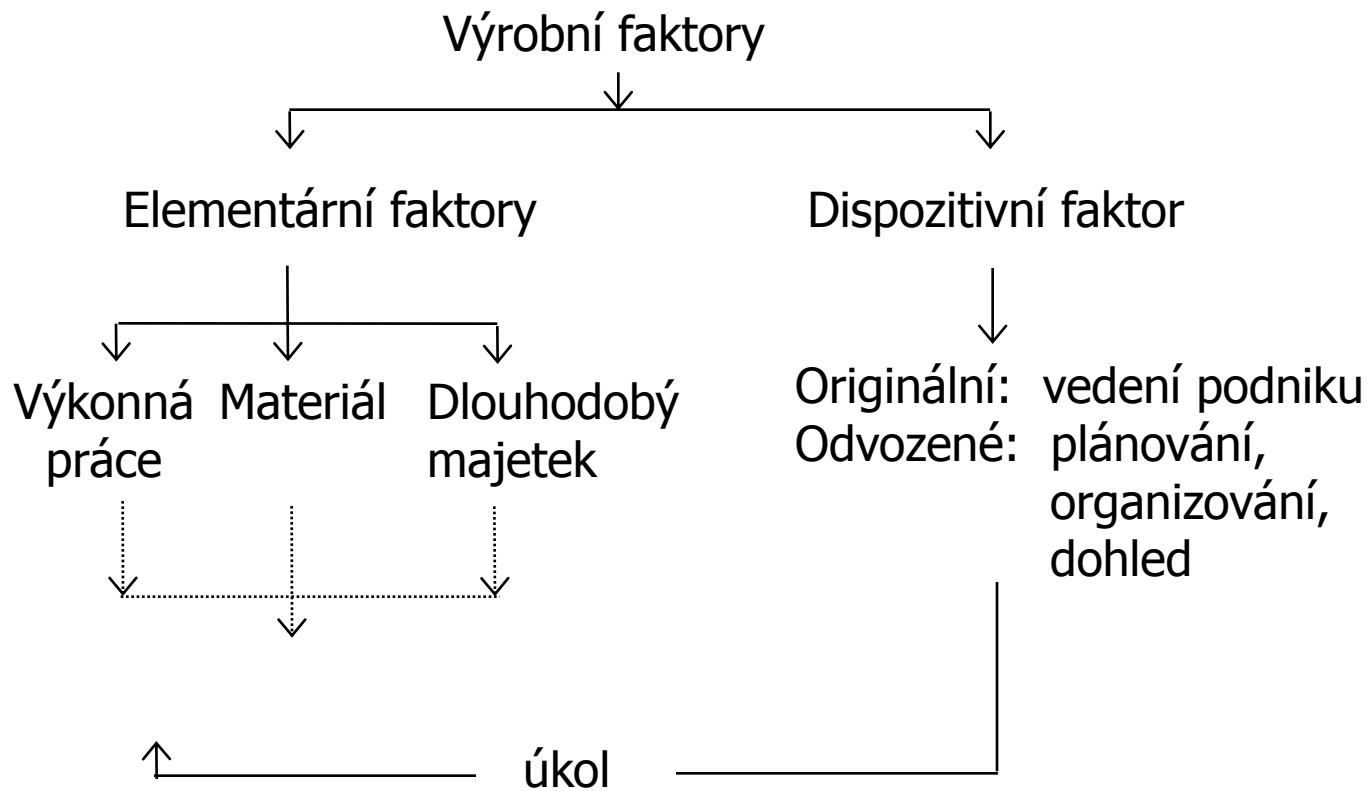 Výrobní faktory
Elementární faktory
Dispozitivní faktor
Výkonná
práce
Materiál
Dlouhodobý
majetek
Originální: vedení podniku
Odvozené: plánování,
organizování,
dohled
úkol